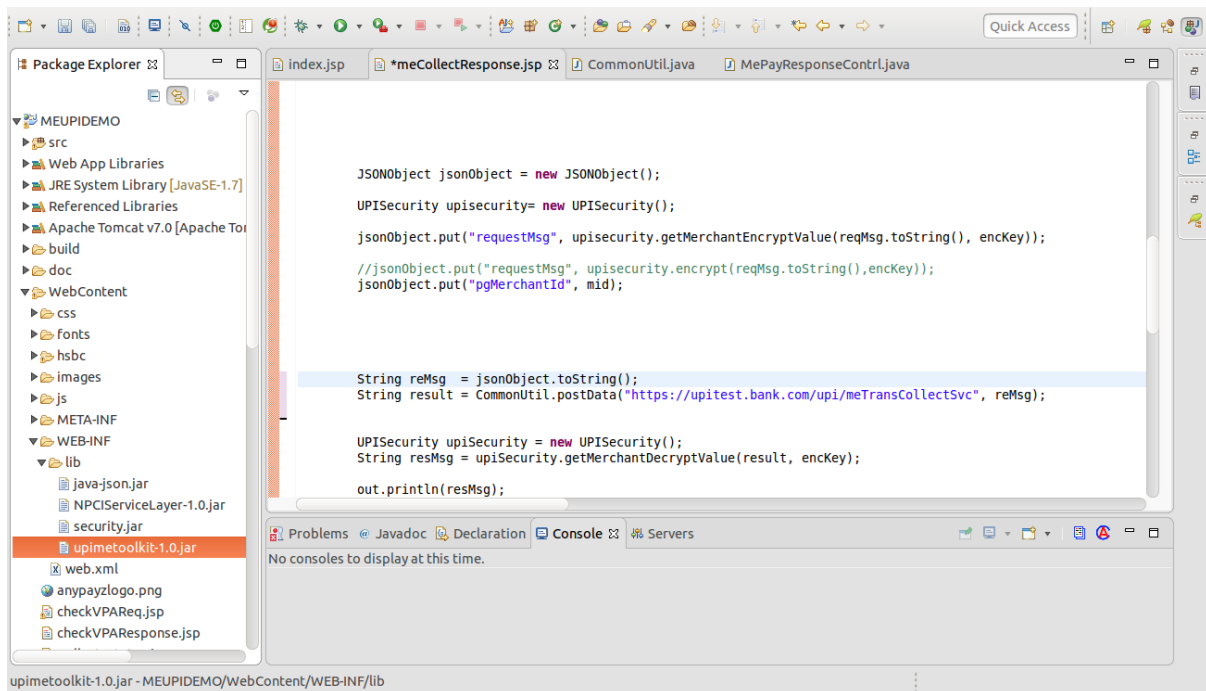 Quick Access
Package Explorer
index.jsp
*meCollectResponse.jsp
CommonUtil.java
MePayResponseContrl.java
MEUPIDEMO
src
Web App Libraries
JRE System Library [JavaSE-1.7]
Referenced Libraries
Apache Tomcat v7.0 [Apache Tor
build
doc
WebContent
css
fonts
hsbc
images
js
META-INF
WEB-INF
lib
java-json.jar
NPCIServiceLayer-1.0.jar
security.jar
upimetoolkit-1.0.jar
web.xml
anypayzlogo.png
checkVPAReq.jsp
checkVPAResponse.jsp
JSONObject jsonObject = new JSONObject();
UPISecurity upisecurity= new UPISecurity();
jsonObject.put("requestMsg", upisecurity.getMerchantEncryptValue(reqMsg.toString(), encKey));
//jsonObject.put("requestMsg", upisecurity.encrypt(reqMsg.toString(),encKey));
jsonObject.put("pgMerchantId", mid);
String reMsg  = jsonObject.toString();
String result = CommonUtil.postData("https://upitest.bank.com/upi/meTransCollectSvc", reMsg);
UPISecurity upiSecurity = new UPISecurity();
String resMsg = upiSecurity.getMerchantDecryptValue(result, encKey);
out.println(resMsg);
Problems
Javadoc
Declaration
Console
Servers
No consoles to display at this time.
upimetoolkit-1.0.jar - MEUPIDEMO/WebContent/WEB-INF/lib